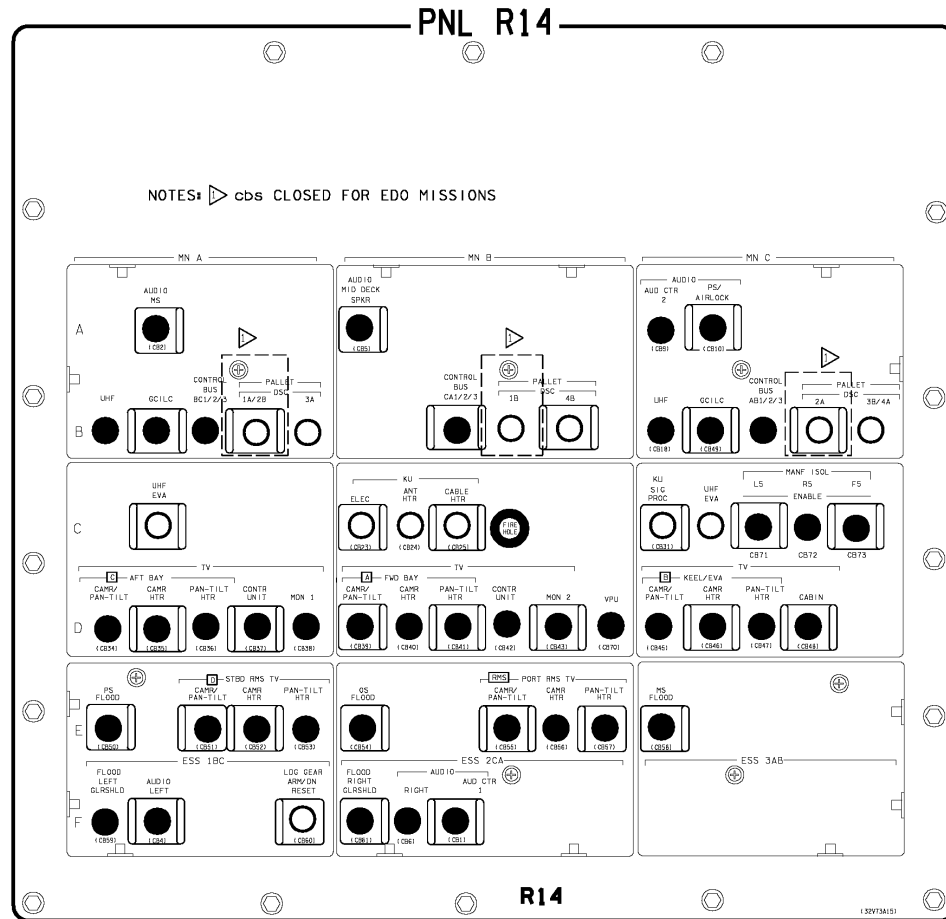 PNL R14
NOTES: 1 cbs CLOSED FOR EDO MISSIONS
MN A
MN B
MN C
A
AUDIO
MS
(CB2)
AUDIO
MID DECK
SPKR
(CB5)
AUDIO
AUD CTR
2
(CB9)
PS/
AIRLOCK
(CB10)
1
1
1
B
UHF
GCILC
CONTROL
BUS
BC1/2/3
PALLET
DSC
1A/2B
3A
CONTROL
BUS
CA1/2/3
PALLET
DSC
1B
4B
UHF
(CB18)
GCILC
(CB49)
CONTROL
BUS
AB1/2/3
PALLET
DSC
2A
3B/4A
C
UHF
EVA
KU
ELEC
(CB23)
ANT
HTR
(CB24)
CABLE
HTR
(CB25)
FIRE
HOLE
KU
SIG
PROC
(CB31)
UHF
EVA
MANF ISOL
L5
R5
F5
ENABLE
CB71
CB72
CB73
D
TV
C AFT BAY
CAMR/
PAN-TILT
(CB34)
CAMR
HTR
(CB35)
PAN-TILT
HTR
(CB36)
CONTR
UNIT
(CB37)
MON 1
(CB38)
TV
A FWD BAY
CAMR/
PAN-TILT
(CB39)
CAMR
HTR
(CB40)
PAN-TILT
HTR
(CB41)
CONTR
UNIT
(CB42)
MON 2
(CB43)
VPU
(CB70)
TV
B KEEL/EVA
CAMR/
PAN-TILT
(CB45)
CAMR
HTR
(CB46)
PAN-TILT
HTR
(CB47)
CABIN
(CB48)
E
PS
FLOOD
(CB50)
D STBD RMS TV
CAMR/
PAN-TILT
(CB51)
CAMR
HTR
(CB52)
PAN-TILT
HTR
(CB53)
OS
FLOOD
(CB54)
RMS PORT RMS TV
CAMR/
PAN-TILT
(CB55)
CAMR
HTR
(CB56)
PAN-TILT
HTR
(CB57)
MS
FLOOD
(CB58)
ESS 1BC
ESS 2CA
ESS 3AB
F
FLOOD
LEFT
GLRSHLD
(CB59)
AUDIO
LEFT
(CB4)
LDG GEAR
ARM/DN
RESET
(CB60)
FLOOD
RIGHT
GLRSHLD
(CB61)
AUDIO
RIGHT
(CB6)
AUD CTR
1
(CB1)
R14
(32V73A15)